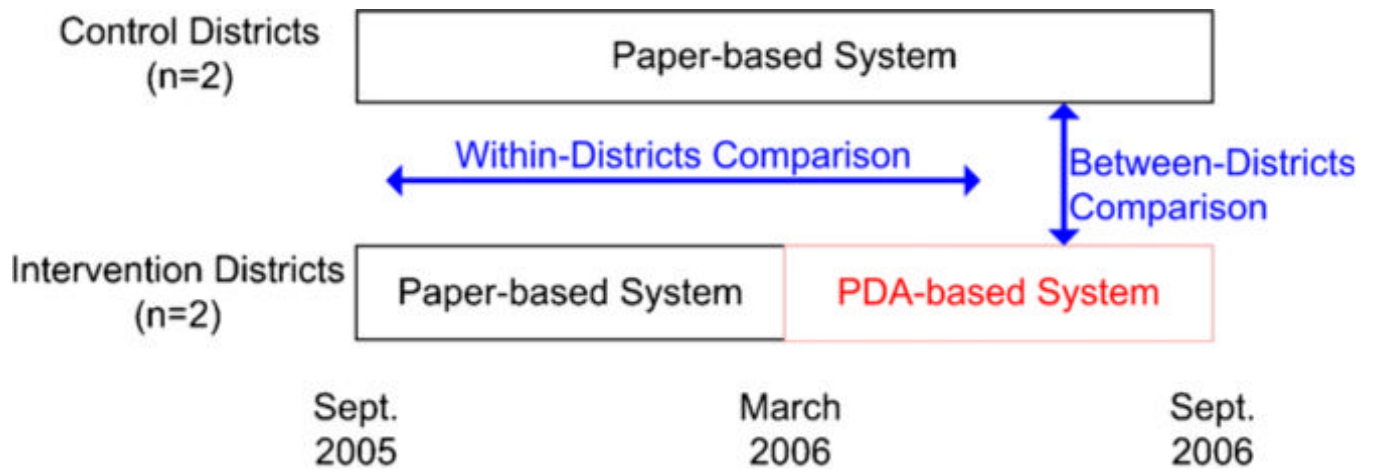 Control Districts
(n=2)
Paper-based System
Within-Districts Comparison
Between-Districts
Comparison
Intervention Districts
(n=2)
Paper-based System
PDA-based System
Sept.
2005
March
2006
Sept.
2006